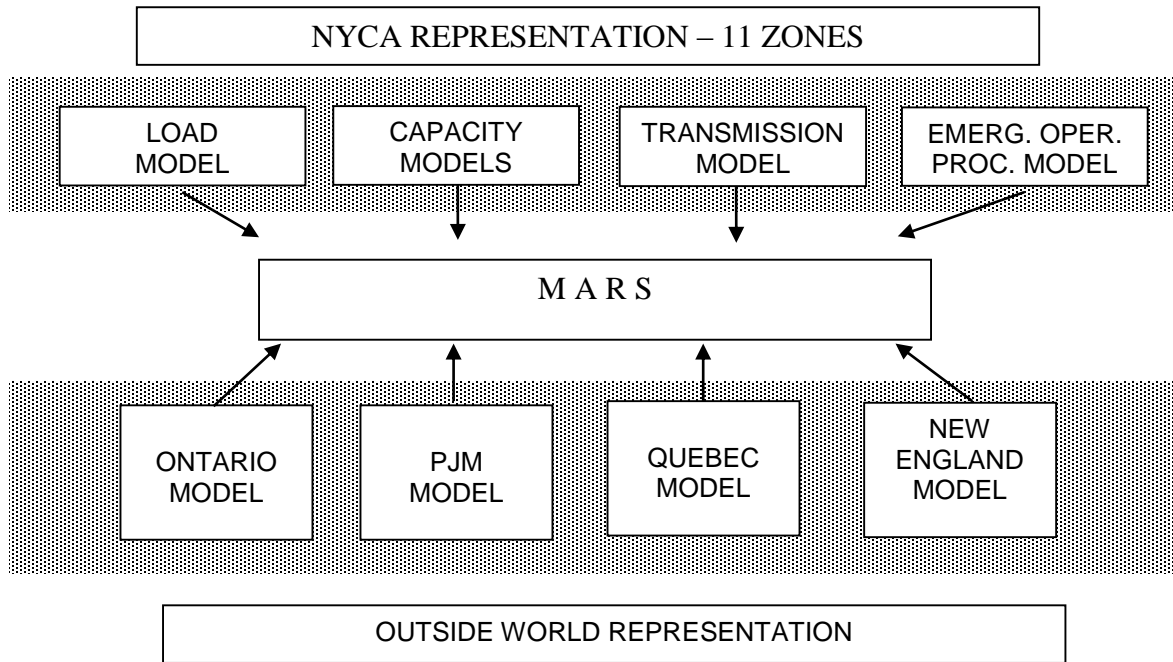 NYCA REPRESENTATION – 11 ZONES
LOAD
MODEL
CAPACITY
MODELS
TRANSMISSION
MODEL
EMERG. OPER.
PROC. MODEL
M A R S
ONTARIO
MODEL
PJM
MODEL
QUEBEC
MODEL
NEW
ENGLAND
MODEL
OUTSIDE WORLD REPRESENTATION